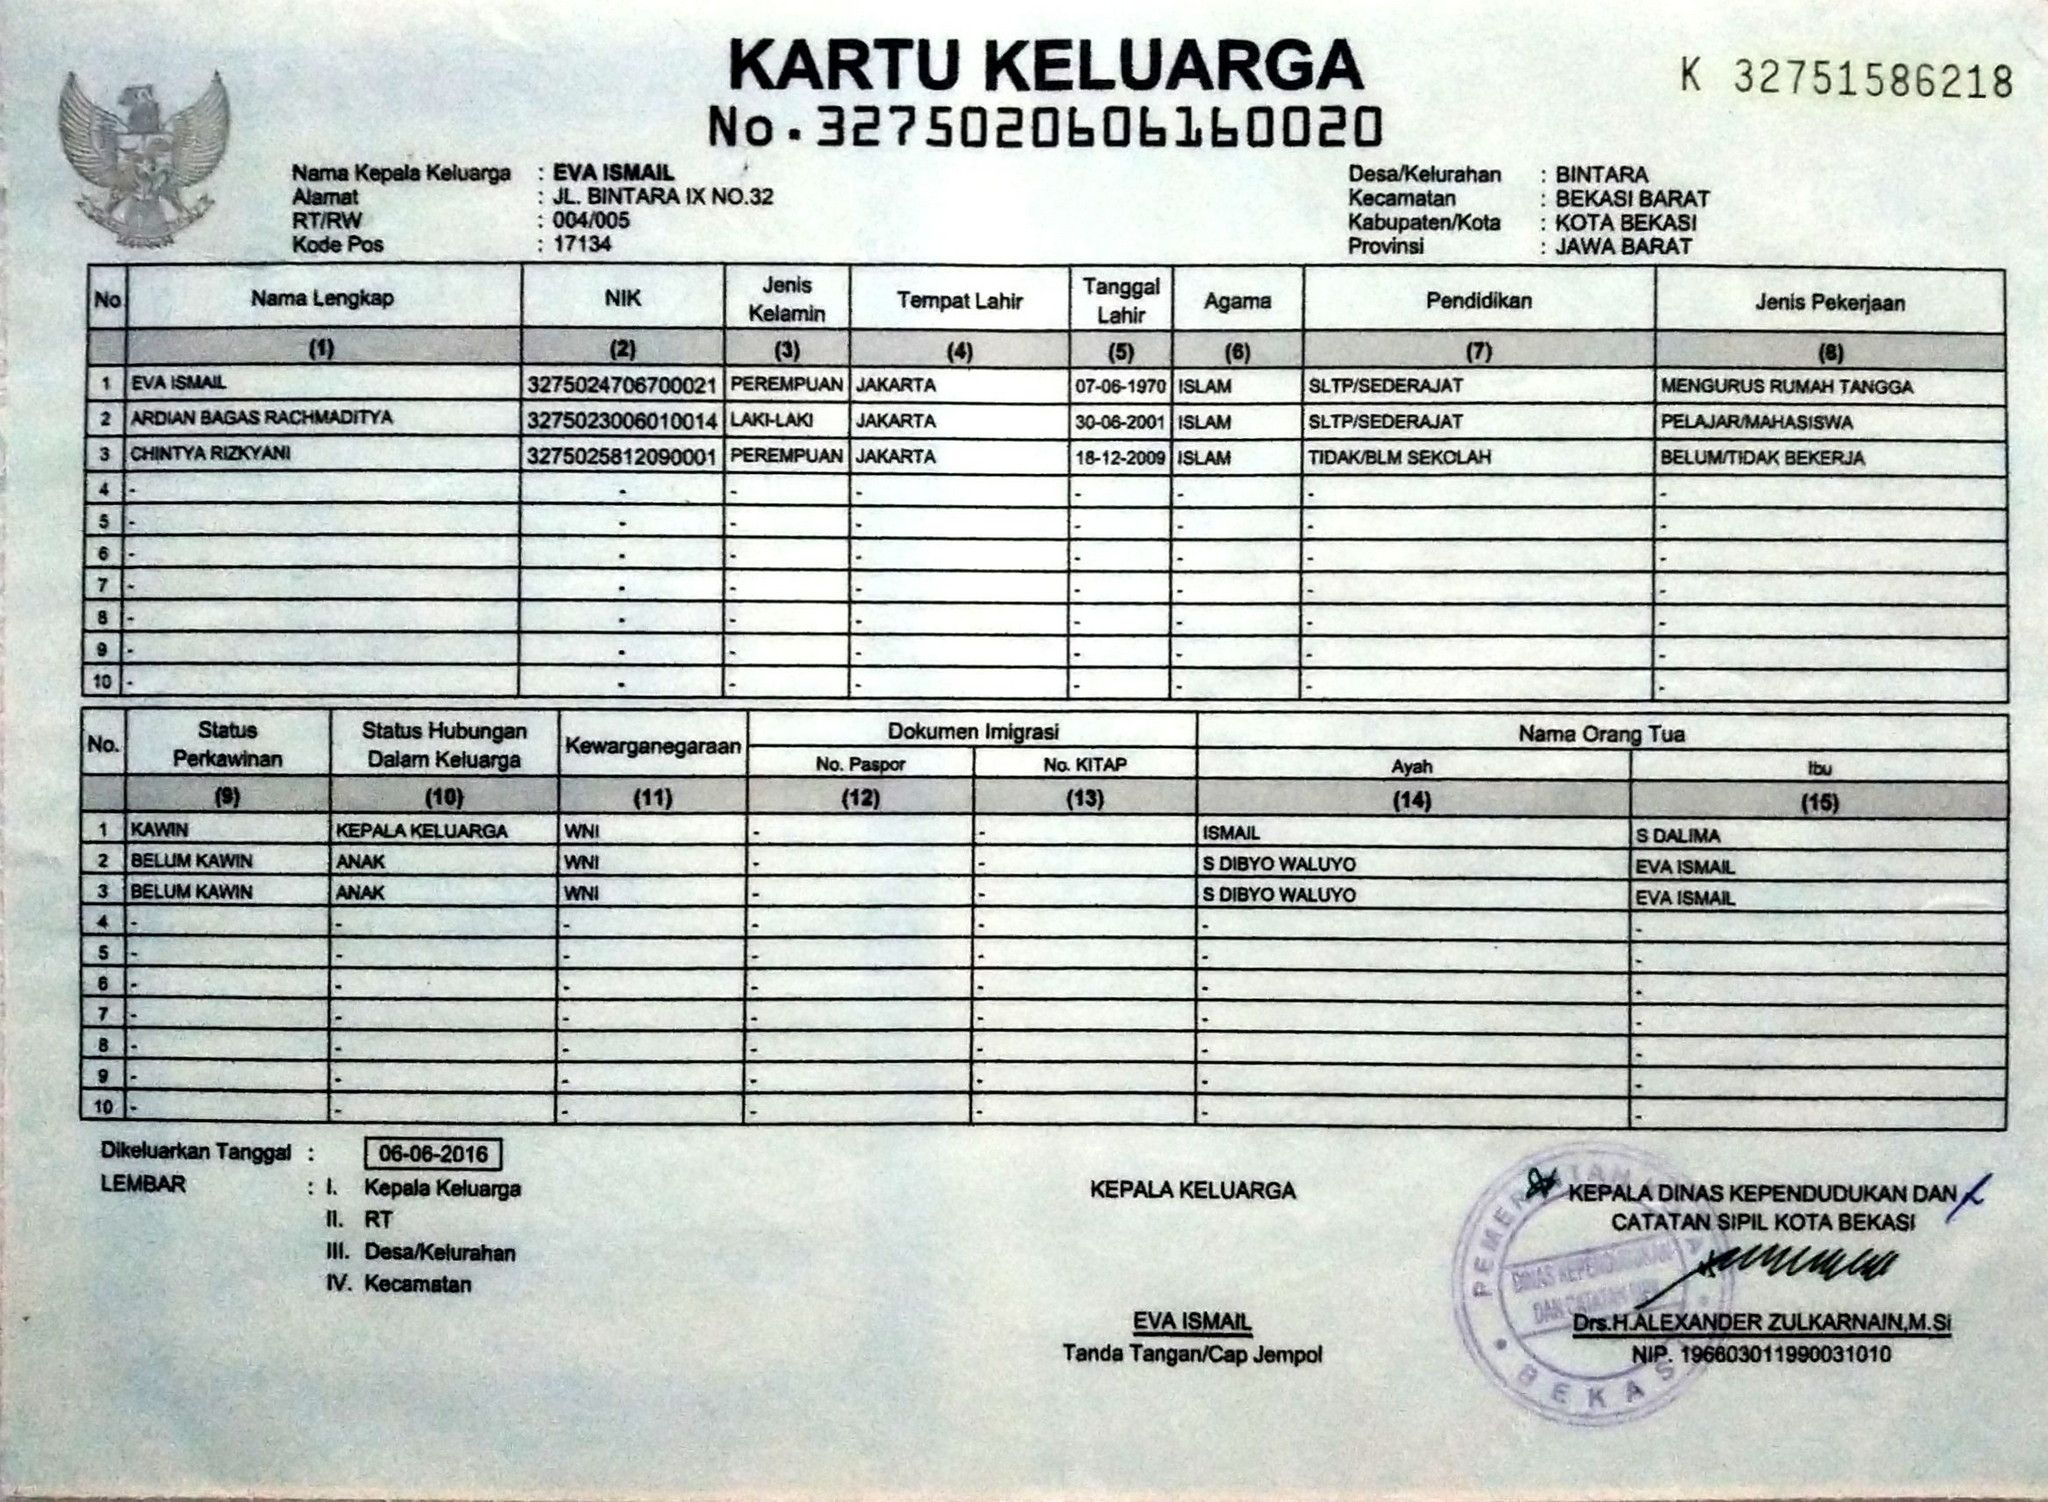 KARTU KELUARGA
No.3275020606160020
K 32751586218
Nama Kepala Keluarga : EVA ISMAIL
Alamat : JL. BINTARA IX NO.32
RT/RW : 004/005
Kode Pos : 17134
Desa/Kelurahan : BINTARA
Kecamatan : BEKASI BARAT
Kabupaten/Kota : KOTA BEKASI
Provinsi : JAWA BARAT
No Nama Lengkap NIK Jenis Kelamin Tempat Lahir Tanggal Lahir Agama Pendidikan Jenis Pekerjaan
(1) (2) (3) (4) (5) (6) (7) (8)
1 EVA ISMAIL 3275024706700021 PEREMPUAN JAKARTA 07-06-1970 ISLAM SLTP/SEDERAJAT MENGURUS RUMAH TANGGA
2 ARDIAN BAGAS RACHMADITYA 3275023006010014 LAKI-LAKI JAKARTA 30-06-2001 ISLAM SLTP/SEDERAJAT PELAJAR/MAHASISWA
3 CHINTYA RIZKYANI 3275025812090001 PEREMPUAN JAKARTA 18-12-2009 ISLAM TIDAK/BLM SEKOLAH BELUM/TIDAK BEKERJA
4 - - - - - - - -
5 - - - - - - - -
6 - - - - - - - -
7 - - - - - - - -
8 - - - - - - - -
9 - - - - - - - -
10 - - - - - - - -
No. Status Perkawinan Status Hubungan Dalam Keluarga Kewarganegaraan Dokumen Imigrasi Nama Orang Tua
No. Paspor No. KITAP Ayah Ibu
(9) (10) (11) (12) (13) (14) (15)
1 KAWIN KEPALA KELUARGA WNI - - ISMAIL S DALIMA
2 BELUM KAWIN ANAK WNI - - S DIBYO WALUYO EVA ISMAIL
3 BELUM KAWIN ANAK WNI - - S DIBYO WALUYO EVA ISMAIL
4 - - - - - - -
5 - - - - - - -
6 - - - - - - -
7 - - - - - - -
8 - - - - - - -
9 - - - - - - -
10 - - - - - - -
Dikeluarkan Tanggal : 06-06-2016
LEMBAR : I. Kepala Keluarga
II. RT
III. Desa/Kelurahan
IV. Kecamatan
KEPALA KELUARGA
EVA ISMAIL
Tanda Tangan/Cap Jempol
KEPALA DINAS KEPENDUDUKAN DAN
CATATAN SIPIL KOTA BEKASI
DINAS KEPENDUDUKAN
DAN CATATAN SIPIL
BEKASI
Drs.H.ALEXANDER ZULKARNAIN,M.Si
NIP. 196603011990031010